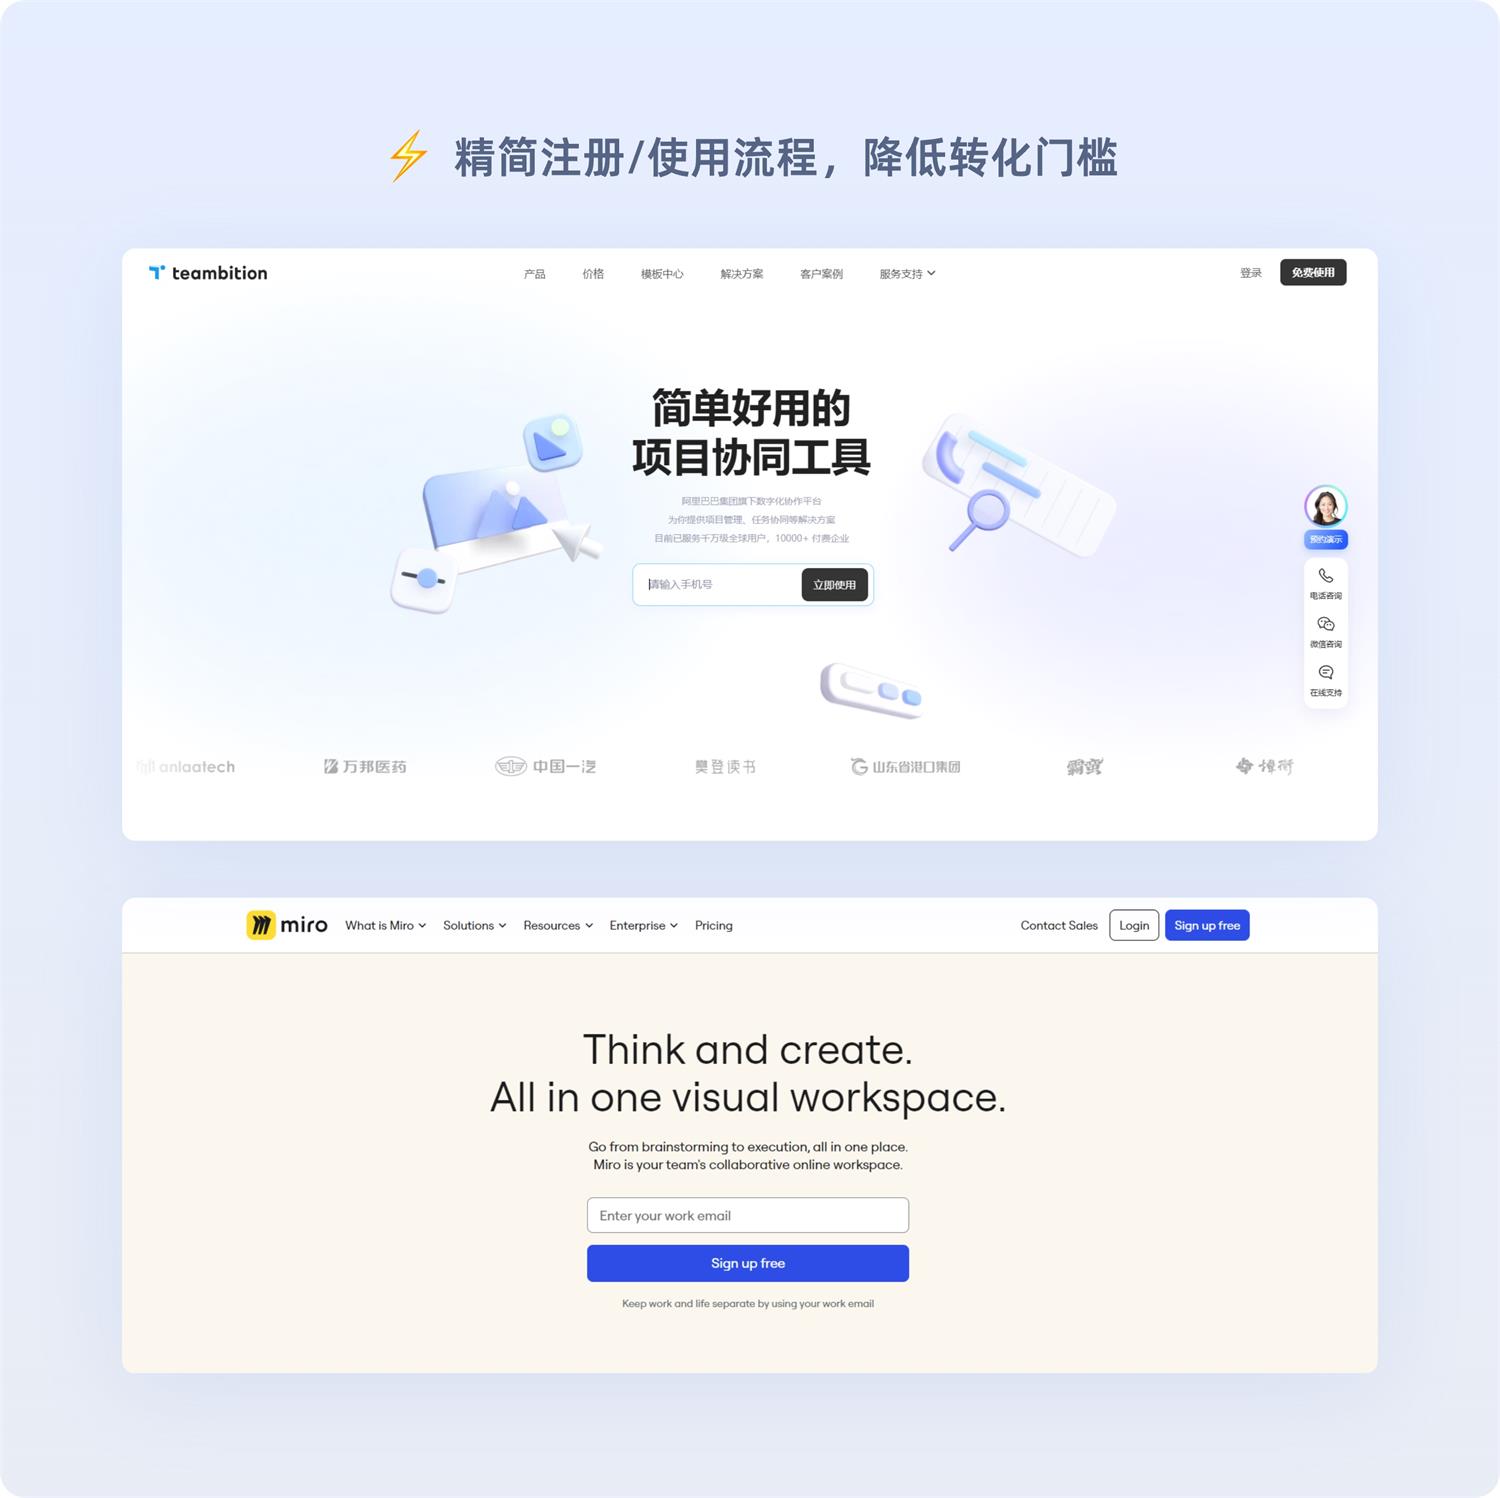 ⚡ 精简注册/使用流程，降低转化门槛
teambition
产品 价格 模板中心 解决方案 客户案例 服务支持
登录 免费使用
简单好用的
项目协同工具
阿里巴巴集团旗下数字化协作平台
为你提供项目管理、任务协同等解决方案
目前已服务千万级全球用户，10000+ 付费企业
请输入手机号 立即使用
预约演示
电话咨询
微信咨询
在线支持
anlaatech 万邦医药 中国一汽 樊登读书 山东省港口集团 霸蛮
miro What is Miro Solutions Resources Enterprise Pricing
Contact Sales Login Sign up free
Think and create.
All in one visual workspace.
Go from brainstorming to execution, all in one place.
Miro is your team's collaborative online workspace.
Enter your work email
Sign up free
Keep work and life separate by using your work email